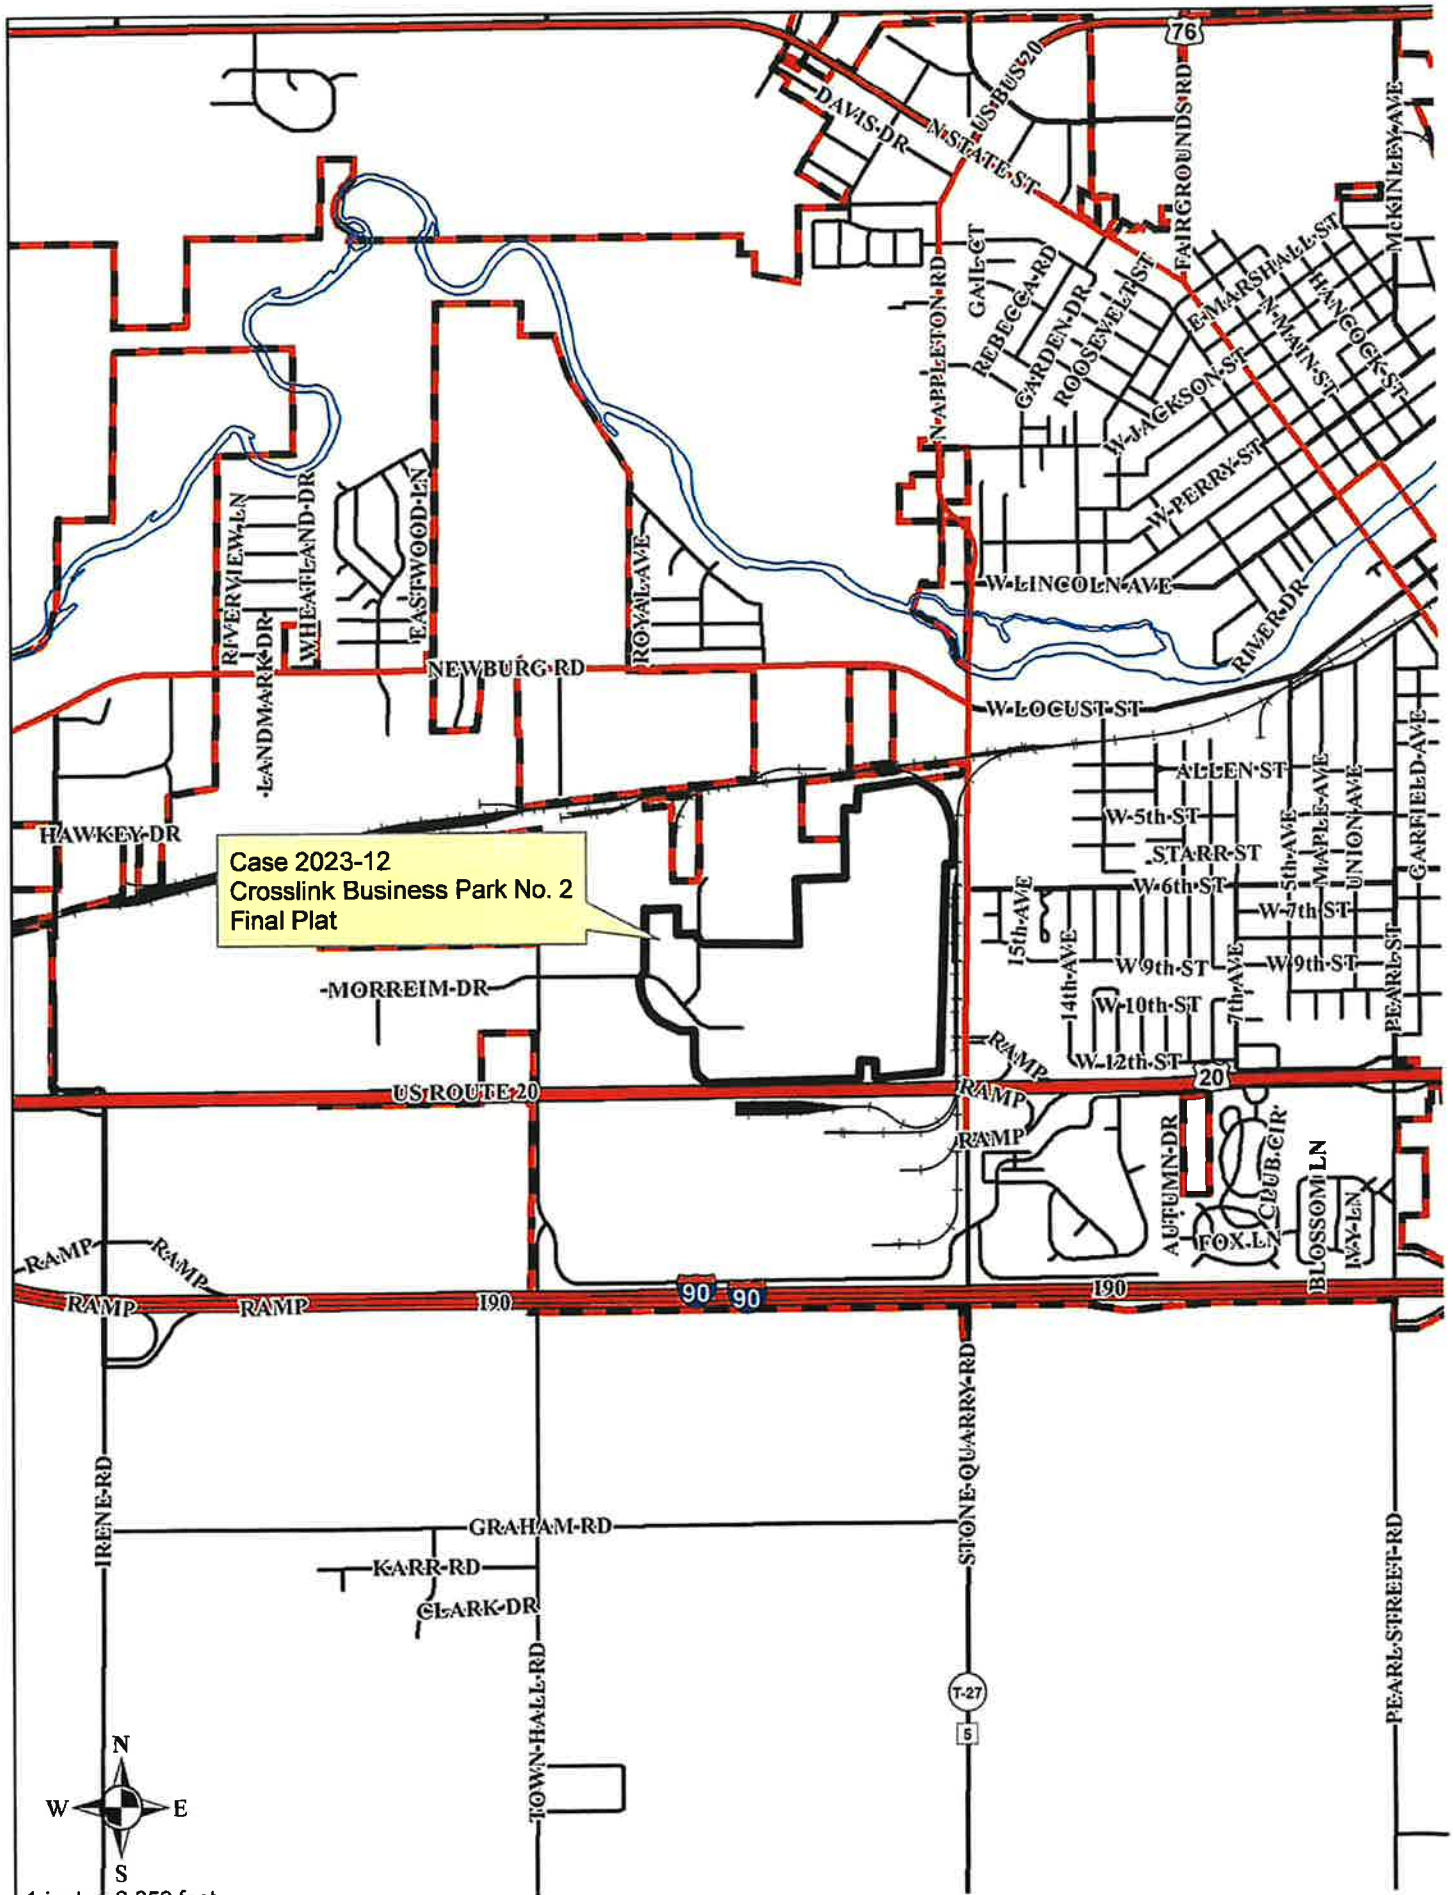 76
US BUS 20
DAVIS DR
N STATE ST
FAIRGROUNDS RD
McKINLEY AVE
N APPLETON RD
GAIL CT
REBECCA RD
GARDEN DR
ROOSEVELT ST
E MARSHALL ST
N MAIN ST
HANCOCK ST
W JACKSON ST
W PERRY ST
RIVERVIEW LN
WHEATLAND DR
EASTWOOD LN
ROYAL AVE
W LINCOLN AVE
RIVER DR
LANDMARK DR
NEWBURG RD
W LOCUST ST
ALLEN ST
W 5th ST
STARR ST
W 6th ST
5th AVE
MAPLE AVE
UNION AVE
GARFIELD AVE
HAWKEY DR
Case 2023-12
Crosslink Business Park No. 2
Final Plat
15th AVE
W 7th ST
14th AVE
W 9th ST
W 9th ST
7th AVE
PEARL ST
MORREIM DR
W 10th ST
W 12th ST
RAMP
20
US ROUTE 20
RAMP
RAMP
AUTUMN DR
CLUB CIR
FOX LN
BLOSSOM LN
IVY LN
RAMP
RAMP
RAMP
RAMP
I90
90
90
I90
IRENE RD
STONE QUARRY RD
GRAHAM RD
KARR RD
CLARK DR
TOWN HALL RD
PEARL STREET RD
T-27
5
N
W
E
S